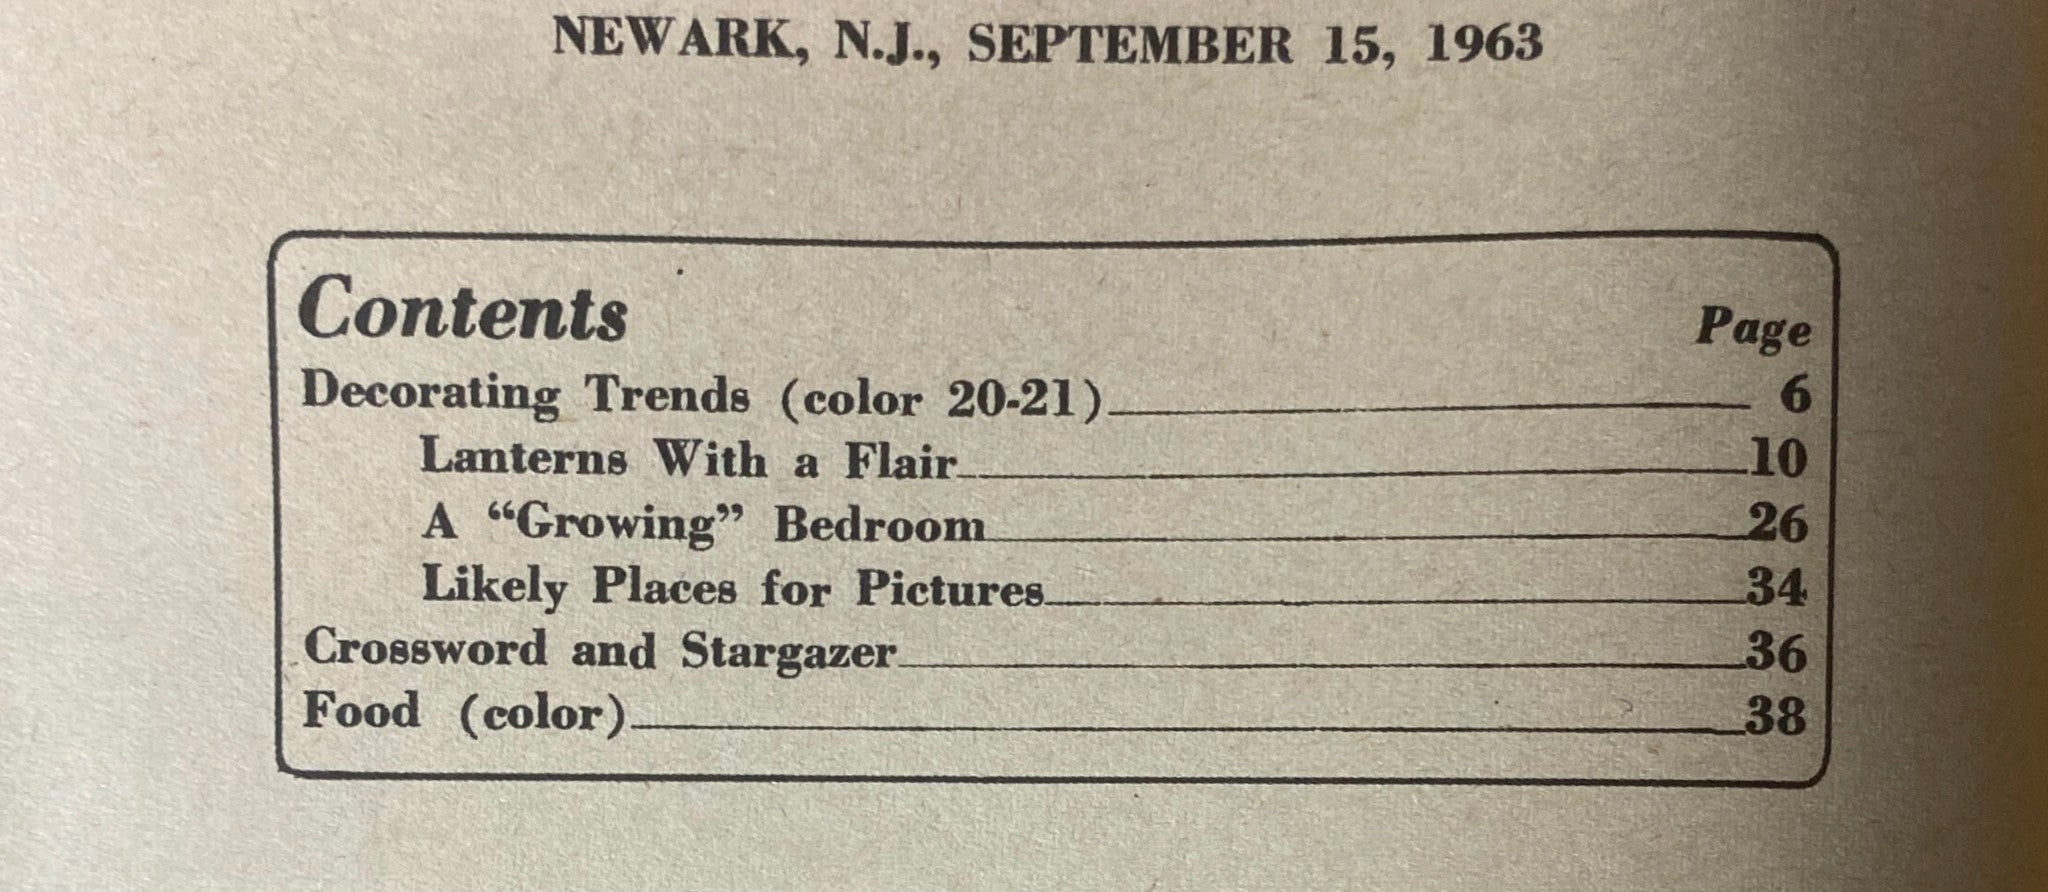 NEWARK, N.J., SEPTEMBER 15, 1963
Contents
Page
Decorating Trends (color 20-21) 6
Lanterns With a Flair 10
A “Growing” Bedroom 26
Likely Places for Pictures 34
Crossword and Stargazer 36
Food (color) 38